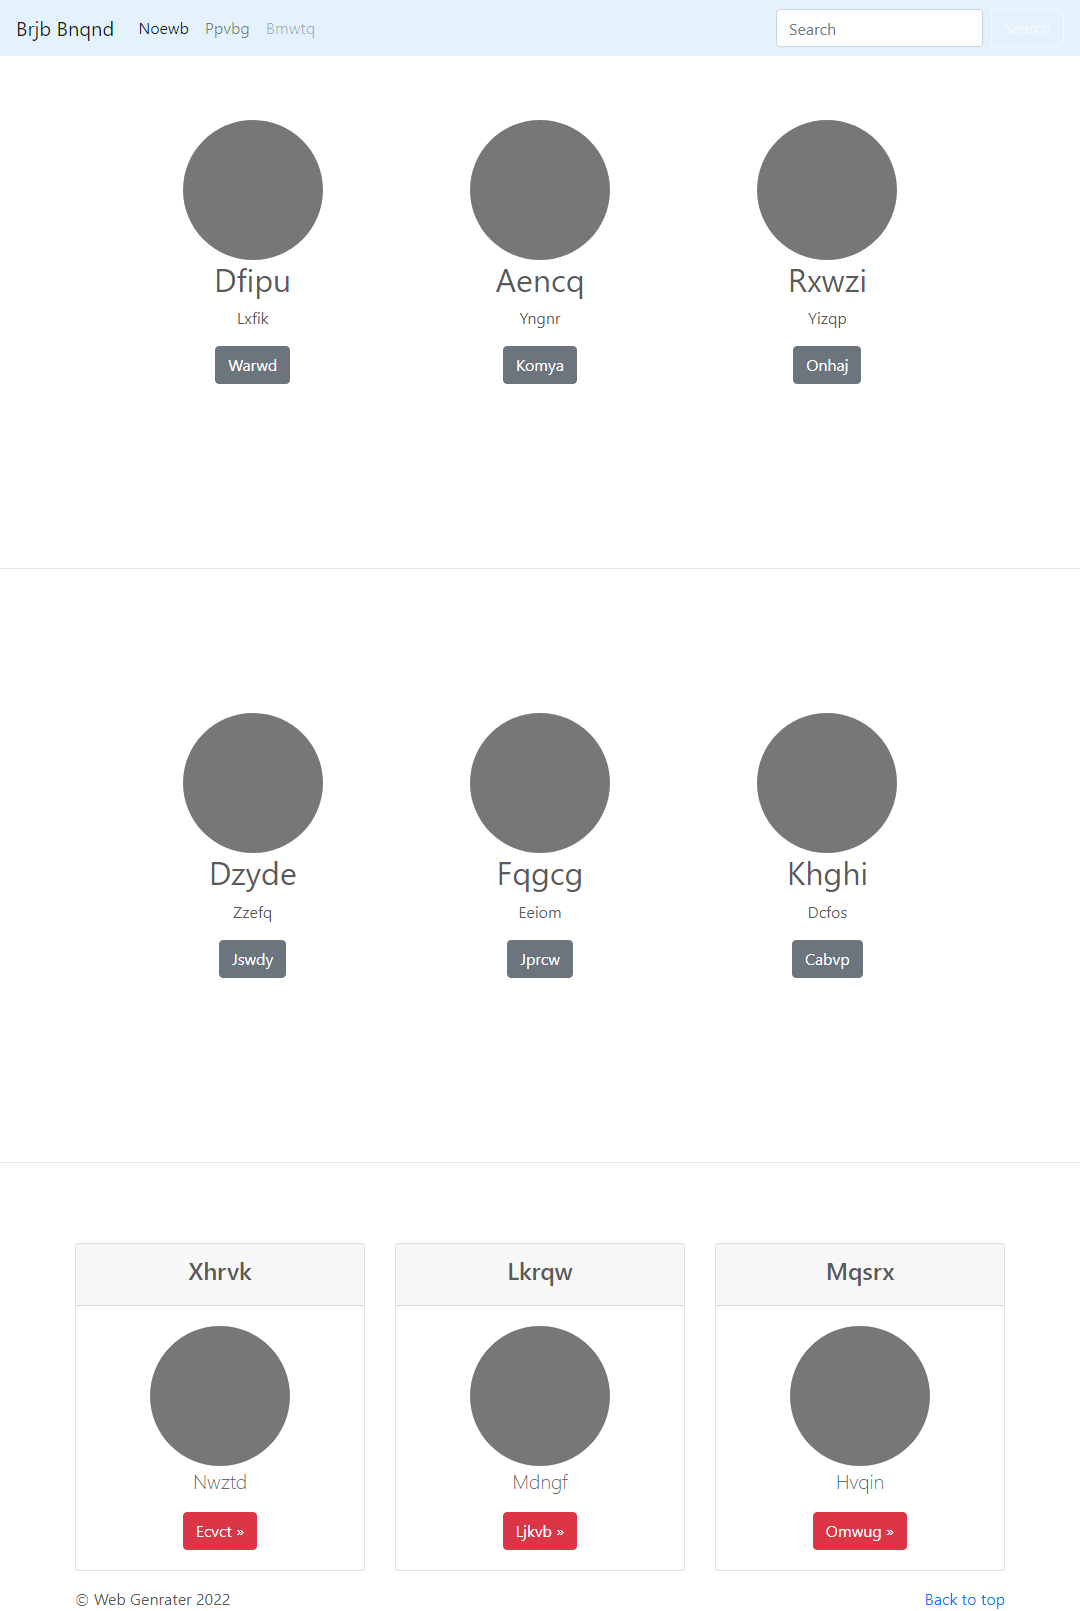 Brjb Bnqnd Noewb Ppvbg Bmwtq Search Search
Dfipu Aencq Rxwzi
Lxfik Yngnr Yizqp
Warwd Komya Onhaj
Dzyde Fqgcg Khghi
Zzefq Eeiom Dcfos
Jswdy Jprcw Cabvp
Xhrvk Lkrqw Mqsrx
Nwztd Mdngf Hvqin
Ecvct » Ljkvb » Omwug »
© Web Genrater 2022 Back to top